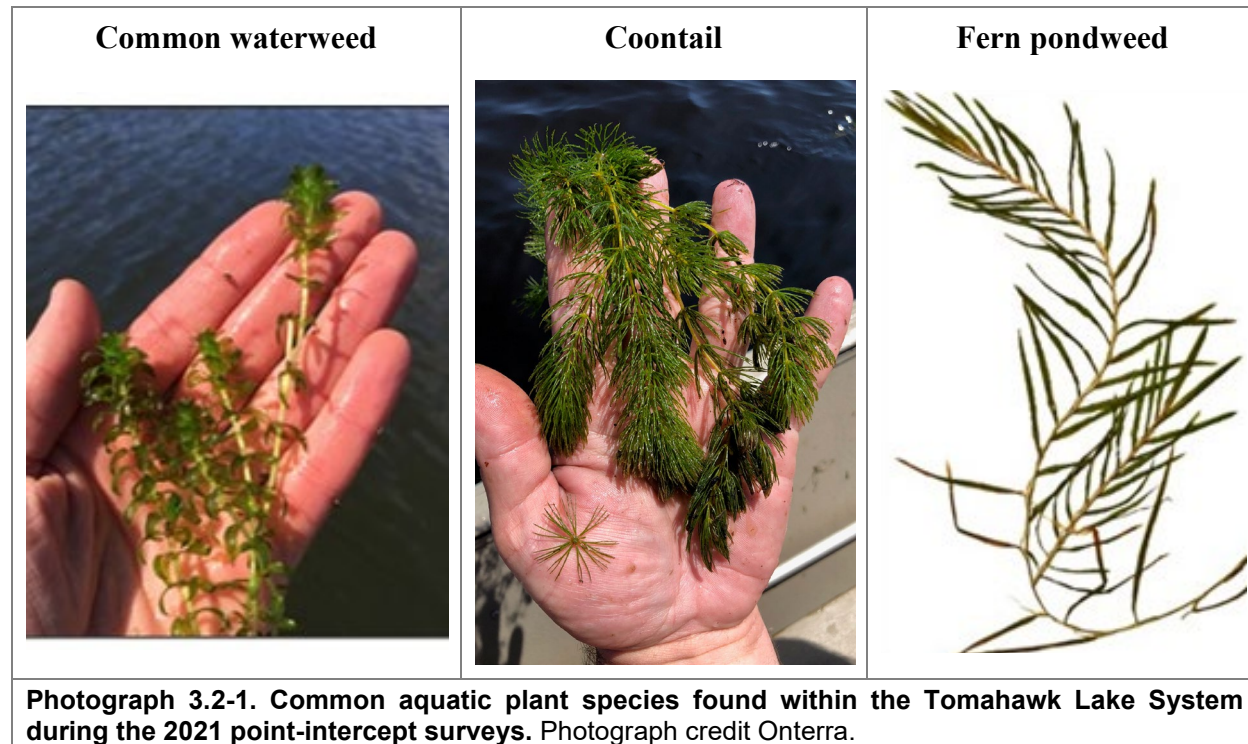 Common waterweed
Coontail
Fern pondweed
Photograph 3.2-1. Common aquatic plant species found within the Tomahawk Lake System
during the 2021 point-intercept surveys. Photograph credit Onterra.